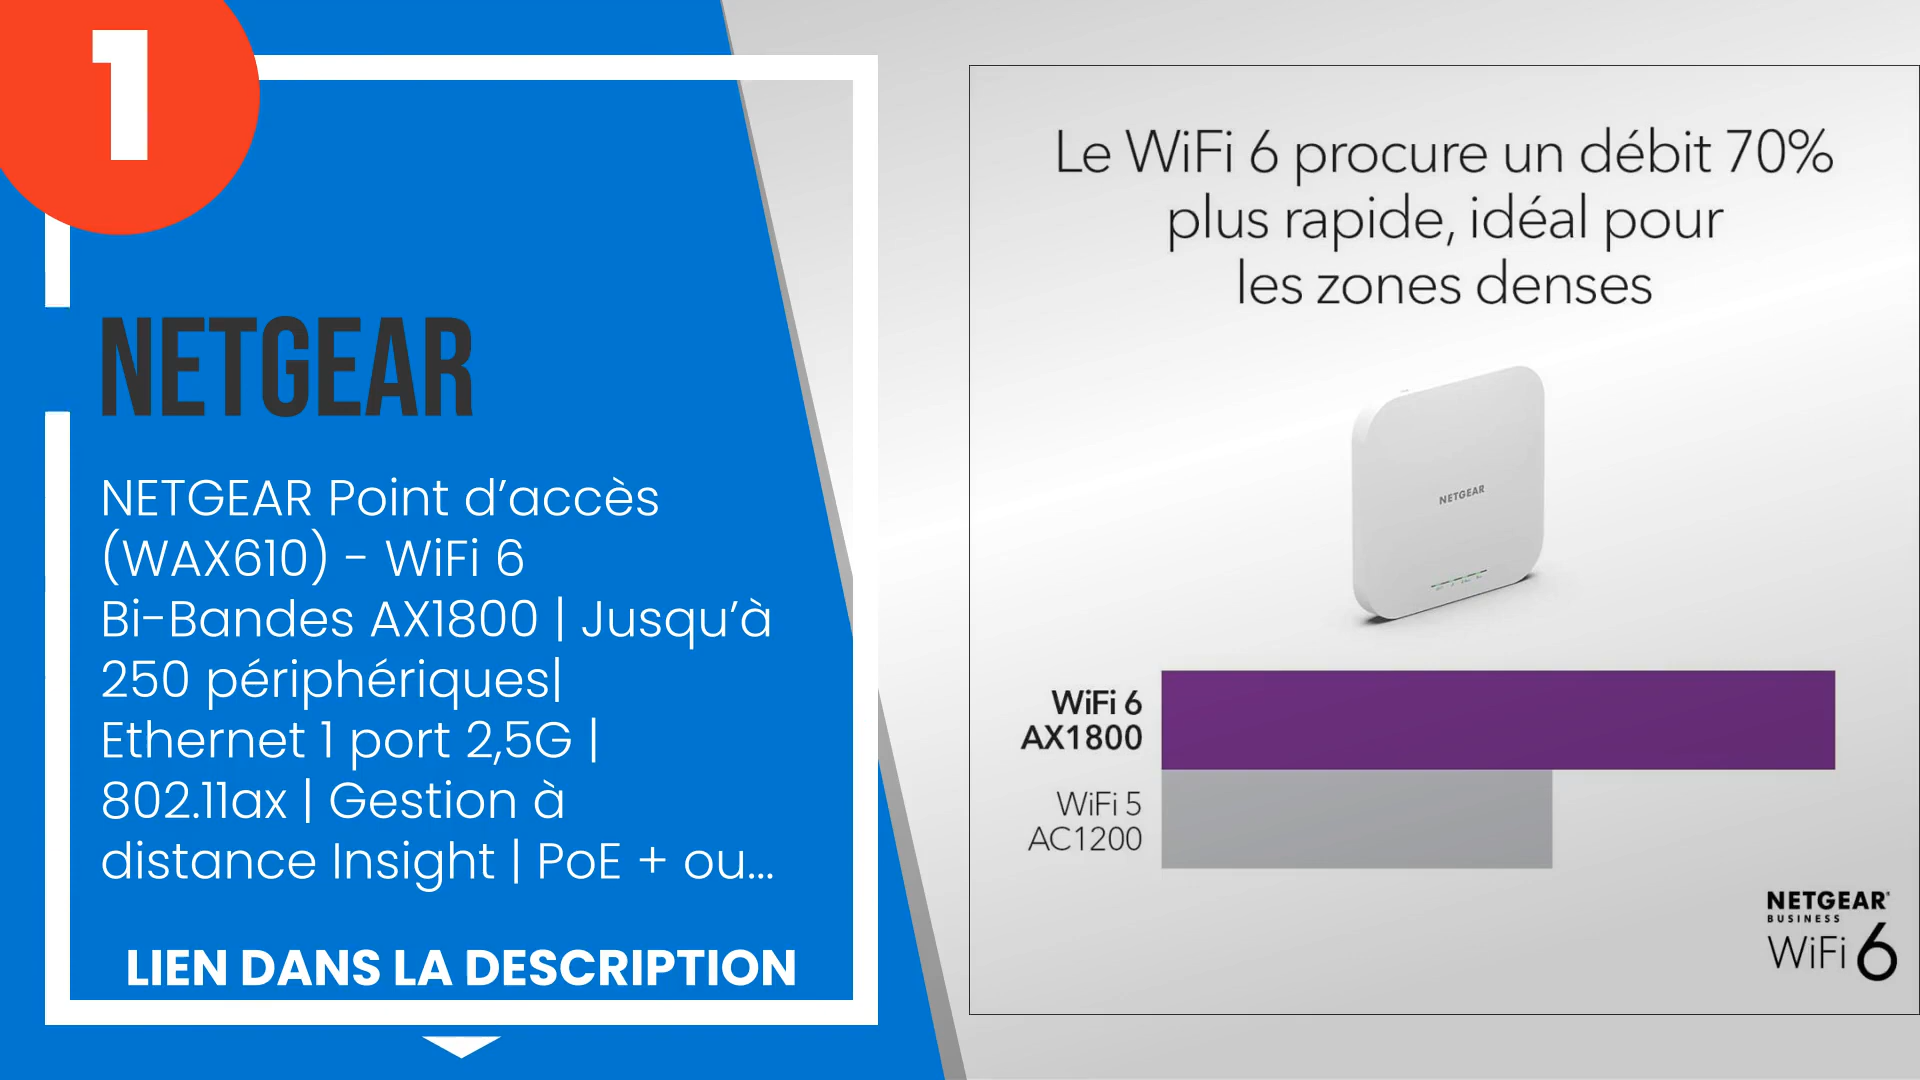 1
NETGEAR
NETGEAR Point d’accès
(WAX610) - WiFi 6
Bi-Bandes AX1800 | Jusqu’à
250 périphériques|
Ethernet 1 port 2,5G |
802.11ax | Gestion à
distance Insight | PoE + ou...
LIEN DANS LA DESCRIPTION
Le WiFi 6 procure un débit 70%
plus rapide, idéal pour
les zones denses
NETGEAR
WiFi 6
AX1800
WiFi 5
AC1200
NETGEAR
BUSINESS
WiFi 6